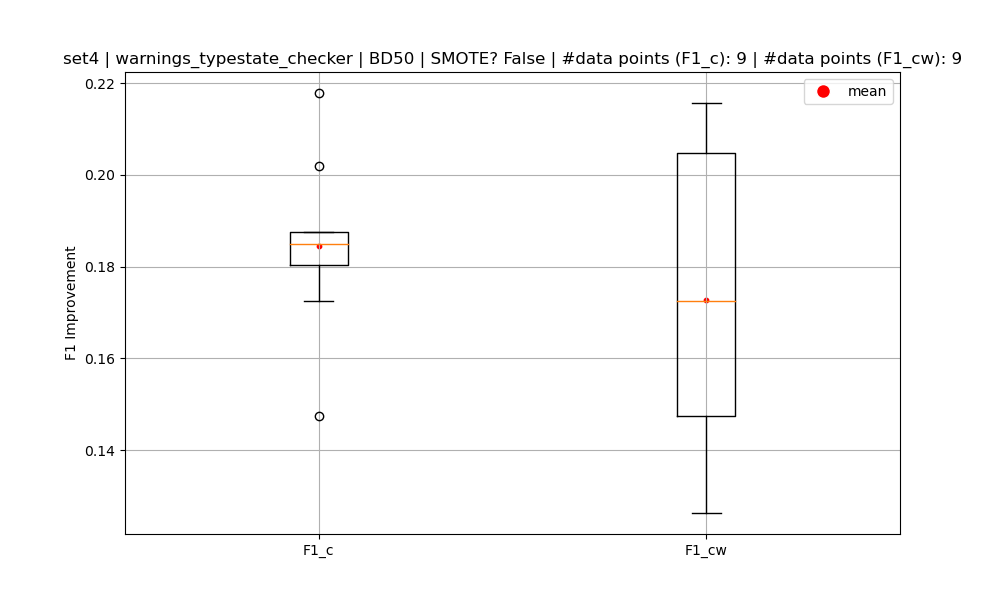 set4 | warnings_typestate_checker | BD50 | SMOTE? False | #data points (F1_c): 9 | #data points (F1_cw): 9
mean
0.22
0.20
0.18
0.16
0.14
F1 Improvement
F1_c
F1_cw